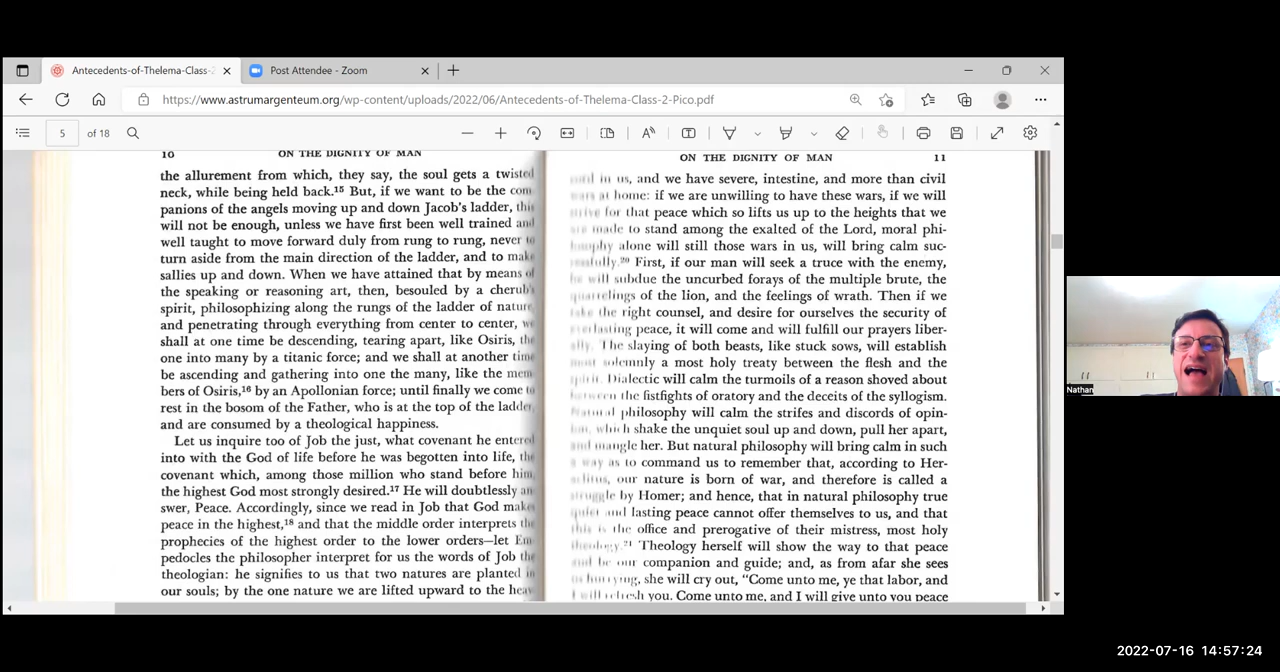 Antecedents-of-Thelema-Class-2
Post Attendee - Zoom
https://www.astrumargenteum.org/wp-content/uploads/2022/06/Antecedents-of-Thelema-Class-2-Pico.pdf
5 of 18
10 ON THE DIGNITY OF MAN
the allurement from which, they say, the soul gets a twisted
neck, while being held back.15 But, if we want to be the com
panions of the angels moving up and down Jacob's ladder, this
will not be enough, unless we have first been well trained and
well taught to move forward duly from rung to rung, never to
turn aside from the main direction of the ladder, and to make
sallies up and down. When we have attained that by means of
the speaking or reasoning art, then, besouled by a cherub's
spirit, philosophizing along the rungs of the ladder of nature,
and penetrating through everything from center to center, we
shall at one time be descending, tearing apart, like Osiris, the
one into many by a titanic force; and we shall at another time
be ascending and gathering into one the many, like the mem
bers of Osiris,16 by an Apollonian force; until finally we come to
rest in the bosom of the Father, who is at the top of the ladder,
and are consumed by a theological happiness.
Let us inquire too of Job the just, what covenant he entered
into with the God of life before he was begotten into life, the
covenant which, among those million who stand before him,
the highest God most strongly desired.17 He will doubtlessly an
swer, Peace. Accordingly, since we read in Job that God makes
peace in the highest,18 and that the middle order interprets the
prophecies of the highest order to the lower orders—let Em
pedocles the philosopher interpret for us the words of Job the
theologian: he signifies to us that two natures are planted in
our souls; by the one nature we are lifted upward to the heav
ON THE DIGNITY OF MAN 11
in us, and we have severe, intestine, and more than civil
wars at home: if we are unwilling to have these wars, if we will
strive for that peace which so lifts us up to the heights that we
are made to stand among the exalted of the Lord, moral phi-
losophy alone will still those wars in us, will bring calm suc-
cessfully.20 First, if our man will seek a truce with the enemy,
he will subdue the uncurbed forays of the multiple brute, the
quarrelings of the lion, and the feelings of wrath. Then if we
take the right counsel, and desire for ourselves the security of
everlasting peace, it will come and will fulfill our prayers liber-
ally. The slaying of both beasts, like stuck sows, will establish
most solemnly a most holy treaty between the flesh and the
spirit. Dialectic will calm the turmoils of a reason shoved about
between the fistfights of oratory and the deceits of the syllogism.
Natural philosophy will calm the strifes and discords of opin-
ion, which shake the unquiet soul up and down, pull her apart,
and mangle her. But natural philosophy will bring calm in such
a way as to command us to remember that, according to Her-
aclitus, our nature is born of war, and therefore is called a
struggle by Homer; and hence, that in natural philosophy true
quiet and lasting peace cannot offer themselves to us, and that
this is the office and prerogative of their mistress, most holy
theology.21 Theology herself will show the way to that peace
and be our companion and guide; and, as from afar she sees
us hurrying, she will cry out, "Come unto me, ye that labor, and
I will refresh you. Come unto me, and I will give unto you peace
Nathan
2022-07-16 14:57:24